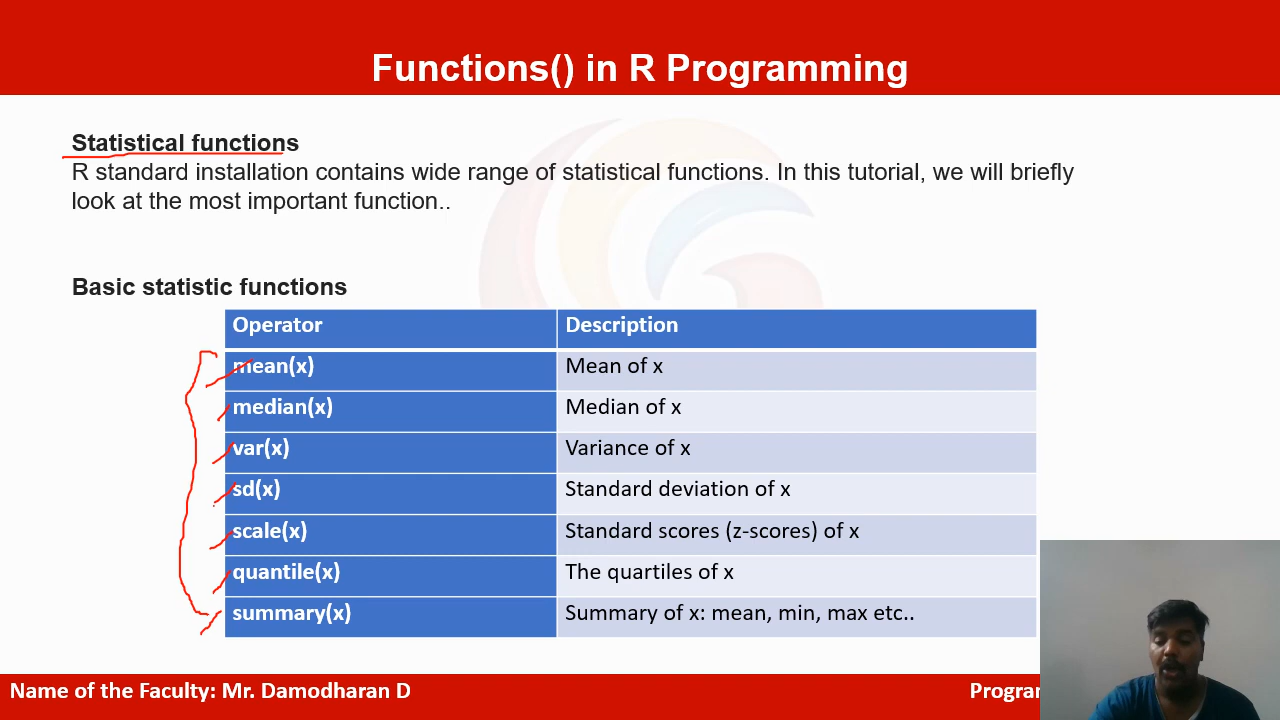 Functions() in R Programming
Statistical functions
R standard installation contains wide range of statistical functions. In this tutorial, we will briefly
look at the most important function..
Basic statistic functions
Operator Description
mean(x) Mean of x
median(x) Median of x
var(x) Variance of x
sd(x) Standard deviation of x
scale(x) Standard scores (z-scores) of x
quantile(x) The quartiles of x
summary(x) Summary of x: mean, min, max etc..
Name of the Faculty: Mr. Damodharan D